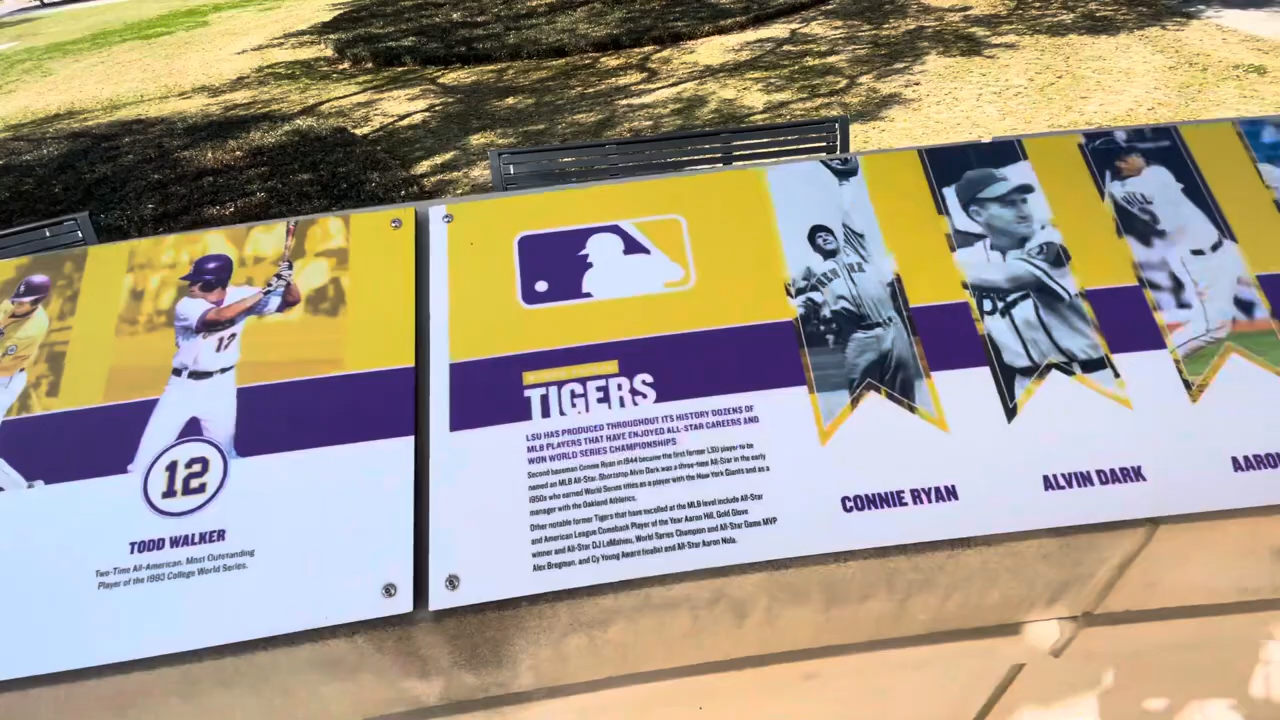 12
12
TODD WALKER
Two-Time All-American. Most Outstanding
Player of the 1993 College World Series.
TIGERS
LSU HAS PRODUCED THROUGHOUT ITS HISTORY DOZENS OF
MLB PLAYERS THAT HAVE ENJOYED ALL-STAR CAREERS AND
WON WORLD SERIES CHAMPIONSHIPS
Second baseman Connie Ryan in 1944 became the first former LSU player to be
named an MLB All-Star. Shortstop Alvin Dark was a three-time All-Star in the early
1950s who earned World Series titles as a player with the New York Giants and as a
manager with the Oakland Athletics.
Other notable former Tigers that have excelled at the MLB level include All-Star
and American League Comeback Player of the Year Aaron Hill, Gold Glove
winner and All-Star DJ LeMahieu, World Series Champion and All-Star Game MVP
Alex Bregman, and Cy Young Award finalist and All-Star Aaron Nola.
CONNIE RYAN
ALVIN DARK
HILL
AARON